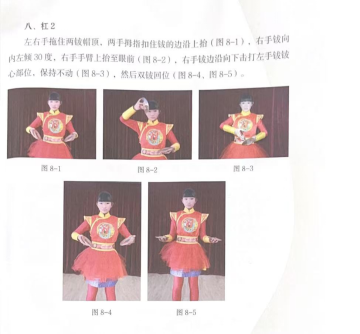 八、杠2
左右手拖住两钹帽顶，两手拇指扣住钹的边沿上抬（图8-1），右手钹向
内左倾30度，右手手臂上抬至眼前（图8-2），右手钹边沿向下击打左手钹钹
心部位，保持不动（图8-3），然后双钹回位（图8-4、图8-5）。
图8-1
图8-2
图8-3
图8-4
图8-5